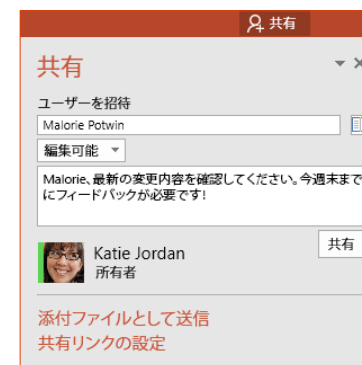 共有
共有
ユーザーを招待
Malorie Potwin
編集可能
Malorie、最新の変更内容を確認してください。今週末まで
にフィードバックが必要です!
共有
Katie Jordan
所有者
添付ファイルとして送信
共有リンクの設定